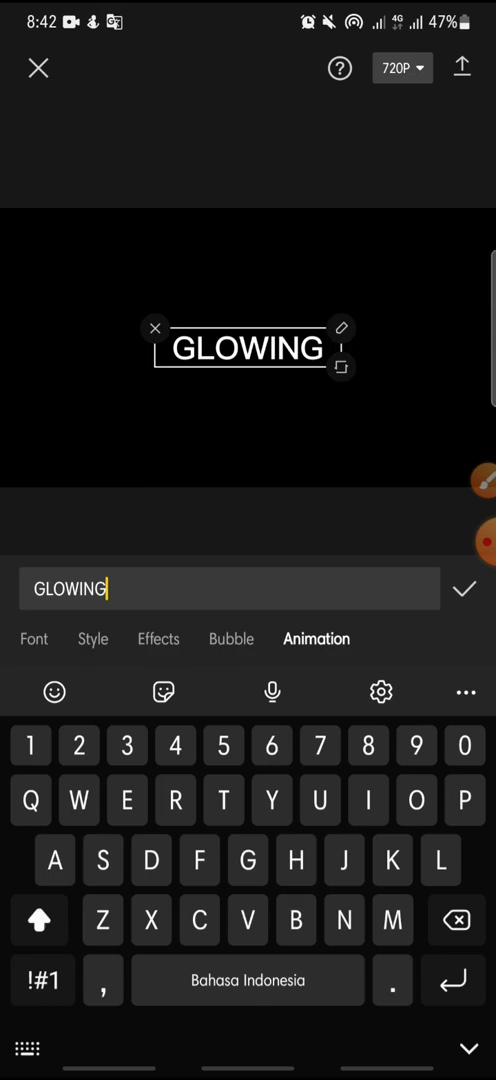 8:42 4G 47%
720P
GLOWING
GLOWING
Font Style Effects Bubble Animation
1 2 3 4 5 6 7 8 9 0
Q W E R T Y U I O P
A S D F G H J K L
Z X C V B N M
!#1 , Bahasa Indonesia .